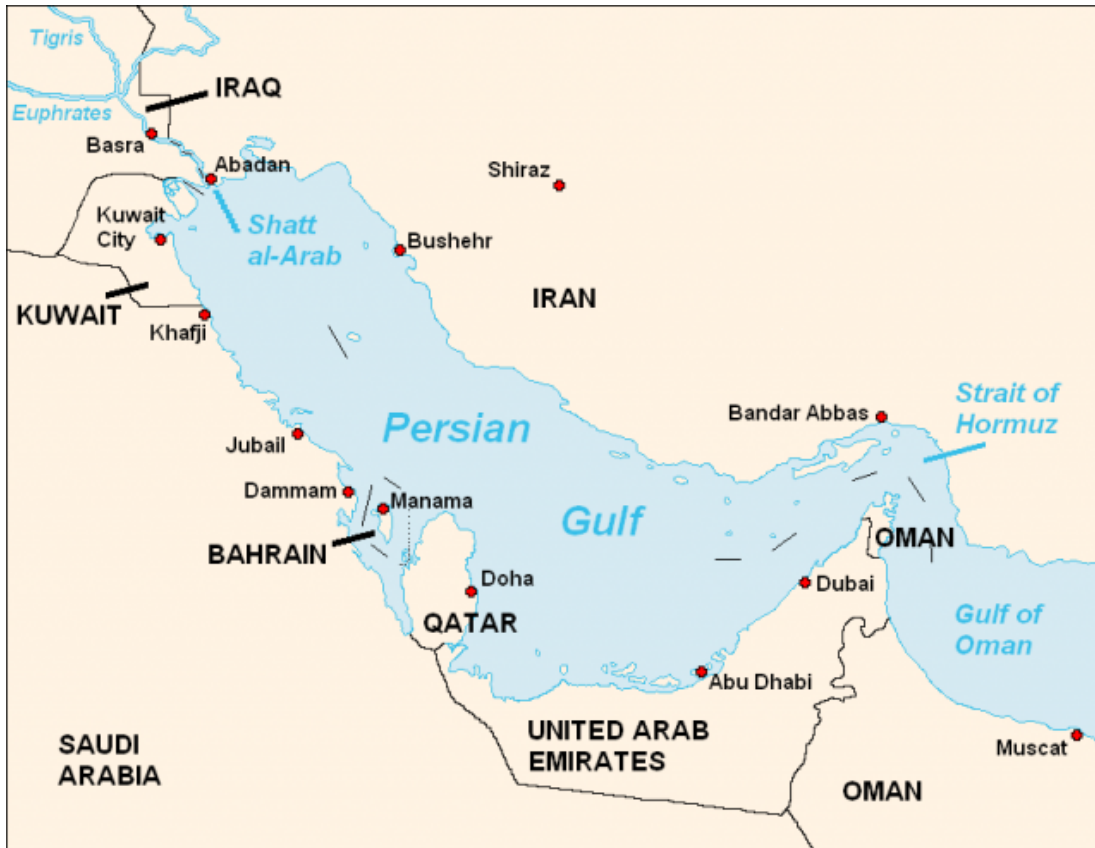 Tigris
IRAQ
Euphrates
Basra
Abadan
Shiraz
Kuwait
City
Shatt
al-Arab
Bushehr
IRAN
KUWAIT
Khafji
Strait of
Hormuz
Bandar Abbas
Persian
Jubail
Dammam
Manama
Gulf
BAHRAIN
OMAN
Doha
Dubai
QATAR
Gulf of
Oman
Abu Dhabi
UNITED ARAB
EMIRATES
SAUDI
ARABIA
Muscat
OMAN